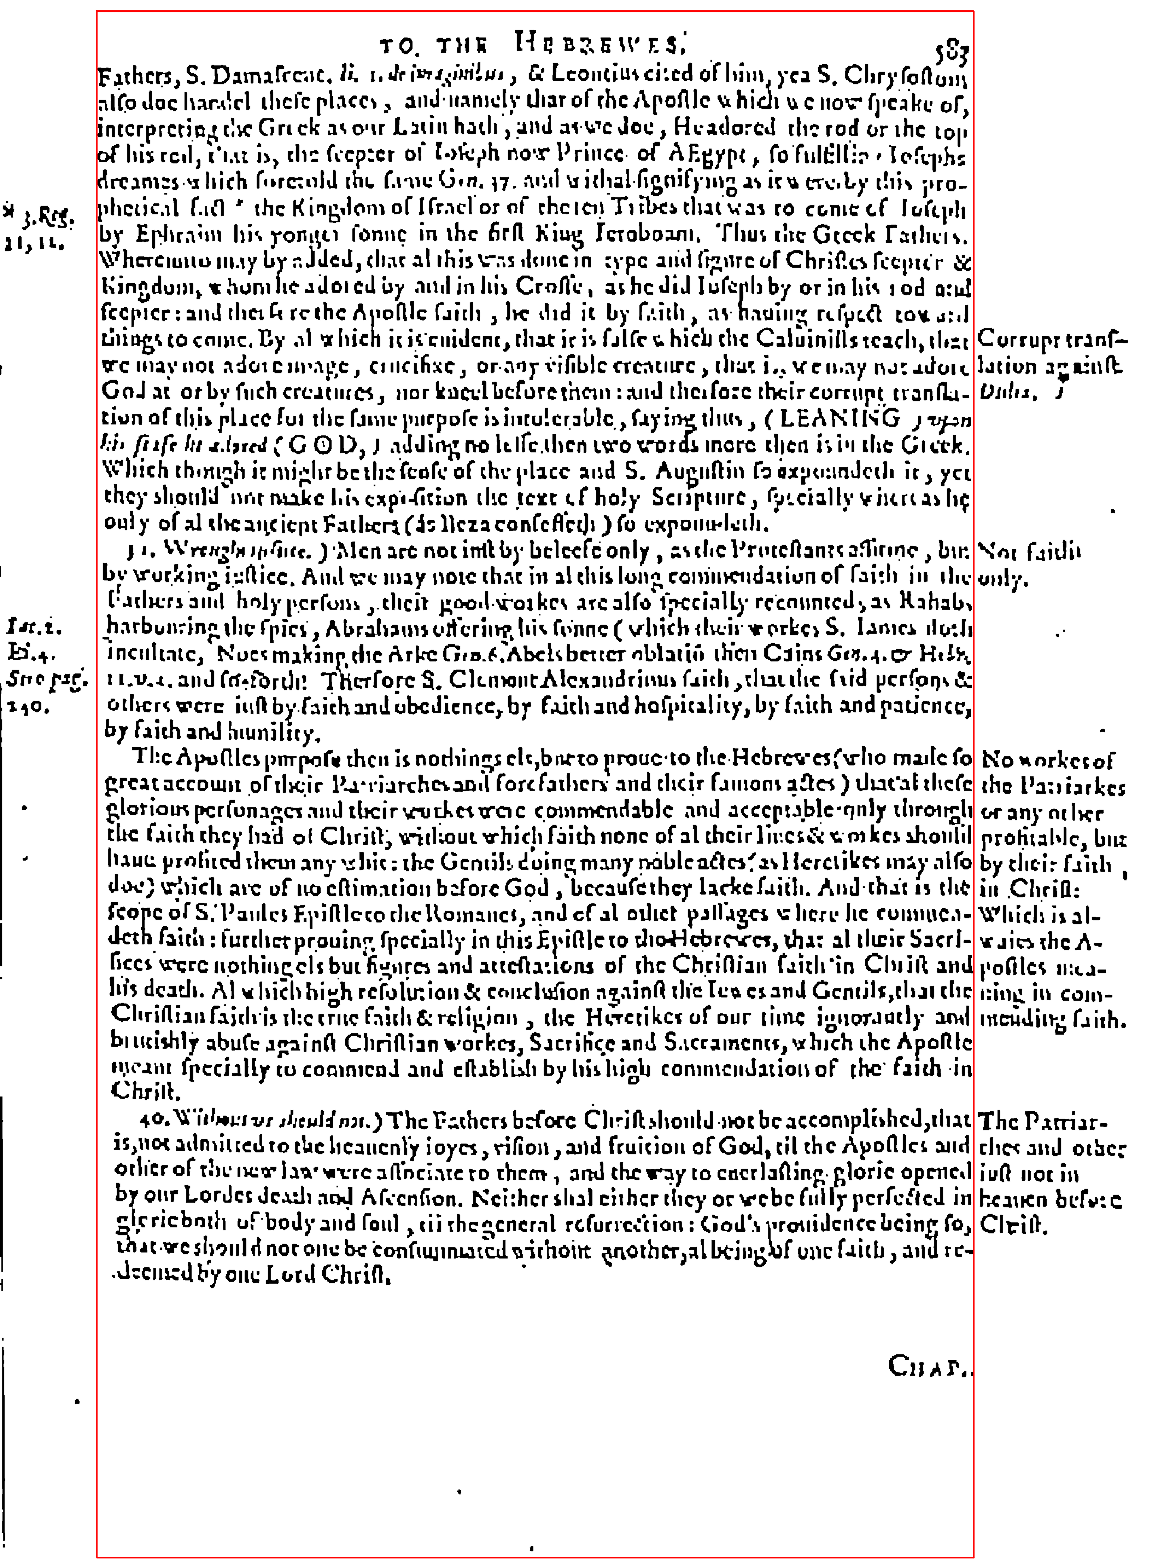 TO. THE HEBREWES.
583
Fathers, S. Damascene. li. 1. de imaginibus, & Leontius cited of him, yea S. Chrysostom
also doe handel these places, and namely that of the Apostle which we now speake of,
interpreting the Greek as our Latin hath, and as we doe, He adored the rod or the top
of his rod, that is, the scepter of Ioseph now Prince of AEgypt, so fulfilling Iosephs
dreames which foretold the same Gen. 37. and withal signifying as it were by this pro-
phetical fact * the Kingdom of Israel or of the ten Tribes that was to come of Ioseph
by Ephraim his yonger sonne in the first King Ieroboam. Thus the Greek Fathers.
Whereunto may by added, that al this was done in type and figure of Christes scepter &
Kingdom, whom he adored by and in his Crosse, as he did Ioseph by or in his rod and
scepter: and therfore the Apostle saith, he did it by faith, as hauing respect toward
things to come. By al which it is euident, that it is false which the Caluinists teach, that
we may not adore image, crucifixe, or any visible creature, that is, we may not adore
God at or by such creatures, nor kneel before them: and therfore their corrupt transla-
tion of this place for the same purpose is intolerable, saying thus, (LEANING) vpon
his staffe he adored (GOD,) adding no lesse then two words more then is in the Greek.
Which though it might be the sense of the place and S. Augustin so expoundeth it, yet
they should not make his exposition the text of holy Scripture, specially wheras he
only of al the ancient Fathers (as Beza confesseth) so expoundeth.
* 3. Reg.
11, 12.
Corrupt trans-
lation against
Dulia.
31. Wrought iustice.) Men are not iust by beleefe only, as the Protestants affirme, but
by working iustice. And we may note that in al this long commendation of faith in the
Fathers and holy persons, their good workes are also specially recounted, as Rahabs
harbouring the spies, Abrahams offering his sonne (which their workes S. Iames doth
inculcate, Noes making the Arke Gen. 6. Abels better oblatiō then Cains Gen. 4. & Hebr.
11. v. 4. and so forth: Therfore S. Clement Alexandrinus saith, that the said persons &
others were iust by faith and obedience, by faith and hospitality, by faith and patience,
by faith and humility.
Not faith
only.
Iac. 2.
li. 4.
Stro pag.
240.
The Apostles purpose then is nothing els, but to proue to the Hebrewes (who made so
great account of their Patriarches and forefathers and their famous actes) that al these
glorious personages and their workes were commendable and acceptable only through
the faith they had of Christ, without which faith none of al their liues & workes should
haue profited them any whit: the Gentils doing many noble actes (as Heretikes may also
doe) which are of no estimation before God, because they lacke faith. And that is the
scope of S. Paules Epistle to the Romanes, and of al other passages where he commen-
deth faith: further prouing specially in this Epistle to the Hebrewes, that al their Sacri-
fices were nothing els but figures and attestations of the Christian faith in Christ and
his death. Al which high resolution & conclusion against the Iewes and Gentils, that the
Christian faith is the true faith & religion, the Heretikes of our time ignorantly and
brutishly abuse against Christian workes, Sacrifice and Sacraments, which the Apostle
meant specially to commend and establish by his high commendation of the faith in
Christ.
No workes of
the Patriarkes
or any other
profitable, but
by their faith
in Christ:
Which is al-
waies the A-
postles mea-
ning in com-
mending faith.
40. Without vs should not.) The Fathers before Christ should not be accomplished, that
is, not admitted to the heauenly ioyes, vision, and fruition of God, til the Apostles and
other of the new law were associate to them, and the way to euerlasting glorie opened
by our Lordes death and Ascension. Neither shal either they or we be fully perfected in
glorie both of body and soul, til the general resurrection: God's prouidence being so,
that we should not one be consummated without another, al being of one faith, and re-
deemed by one Lord Christ.
The Patriar-
ches and other
iust not in
heauen before
Christ.
CHAP.